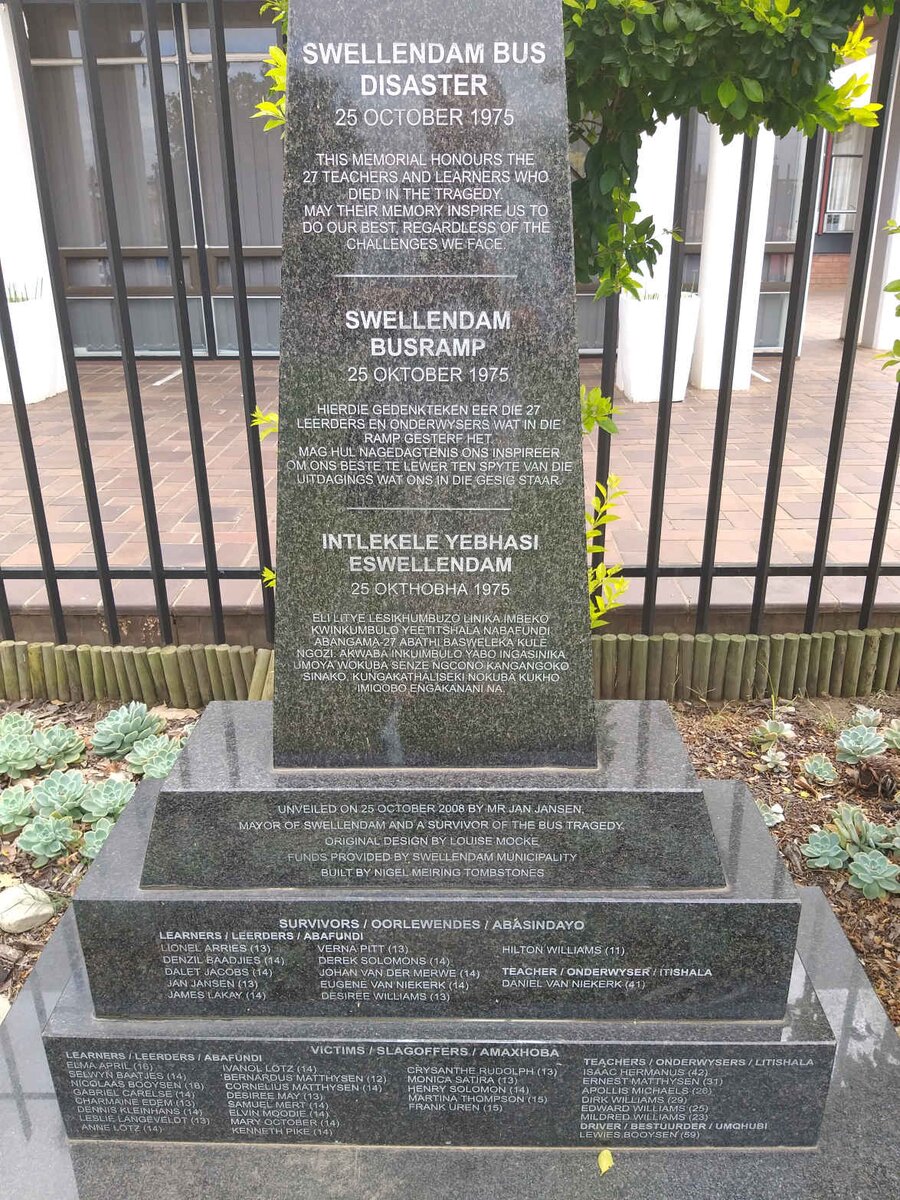 SWELLENDAM BUS
DISASTER
25 OCTOBER 1975
THIS MEMORIAL HONOURS THE
27 TEACHERS AND LEARNERS WHO
DIED IN THE TRAGEDY.
MAY THEIR MEMORY INSPIRE US TO
DO OUR BEST, REGARDLESS OF THE
CHALLENGES WE FACE.
SWELLENDAM
BUSRAMP
25 OKTOBER 1975
HIERDIE GEDENKTEKEN EER DIE 27
LEERDERS EN ONDERWYSERS WAT IN DIE
RAMP GESTERF HET.
MAG HUL NAGEDAGTENIS ONS INSPIREER
OM ONS BESTE TE LEWER TEN SPYTE VAN DIE
UITDAGINGS WAT ONS IN DIE GESIG STAAR.
INTLEKELE YEBHASI
ESWELLENDAM
25 OKTHOBHA 1975
ELI LITYE LESIKHUMBUZO LINIKA IMBEKO
KWINKUMBULO YEETITSHALA NABAFUNDI
ABANGAMA-27 ABATHI BASWELEKA KULE
NGOZI. AKWABA INKUIMBULO YABO INGASINIKA
UMOYA WOKUBA SENZE NGCONO KANGANGOKO
SINAKO, KUNGAKATHALISEKI NOKUBA KUKHO
IMIQOBO ENGAKANANI NA.
UNVEILED ON 25 OCTOBER 2008 BY MR JAN JANSEN,
MAYOR OF SWELLENDAM AND A SURVIVOR OF THE BUS TRAGEDY.
ORIGINAL DESIGN BY LOUISE MOCKE
FUNDS PROVIDED BY SWELLENDAM MUNICIPALITY
BUILT BY NIGEL MEIRING TOMBSTONES
SURVIVORS / OORLEWENDES / ABASINDAYO
LEARNERS / LEERDERS / ABAFUNDI
LIONEL ARRIES (13)
DENZIL BAADJIES (14)
DALET JACOBS (14)
JAN JANSEN (13)
JAMES LAKAY (14)
VERNA PITT (13)
DEREK SOLOMONS (14)
JOHAN VAN DER MERWE (14)
EUGENE VAN NIEKERK (14)
DESIREE WILLIAMS (13)
HILTON WILLIAMS (11)
TEACHER / ONDERWYSER / ITISHALA
DANIEL VAN NIEKERK (41)
VICTIMS / SLAGOFFERS / AMAXHOBA
LEARNERS / LEERDERS / ABAFUNDI
ELMA APRIL (16)
SELWYN BAATJES (14)
NICOLAAS BOOYSEN (16)
GABRIEL CARELSE (14)
CHARMAINE EDEM (13)
DENNIS KLEINHANS (14)
LESLIE LANGEVELDT (13)
ANNE LOTZ (14)
IVANOL LOTZ (14)
BERNARDUS MATTHYSEN (12)
CORNELIUS MATTHYSEN (14)
DESIREE MAY (13)
SAMUEL MERT (14)
ELVIN MOODIE (14)
MARY OCTOBER (14)
KENNETH PIKE (14)
CRYSANTHE RUDOLPH (13)
MONICA SATIRA (13)
HENRY SOLOMON (14)
MARTINA THOMPSON (15)
FRANK UREN (15)
TEACHERS / ONDERWYSERS / LITISHALA
ISAAC HERMANUS (42)
ERNEST MATTHYSEN (31)
APOLLIS MICHAELS (26)
DIRK WILLIAMS (29)
EDWARD WILLIAMS (25)
MILDRED WILLIAMS (23)
DRIVER / BESTUURDER / UMQHUBI
LEWIES BOOYSEN (59)